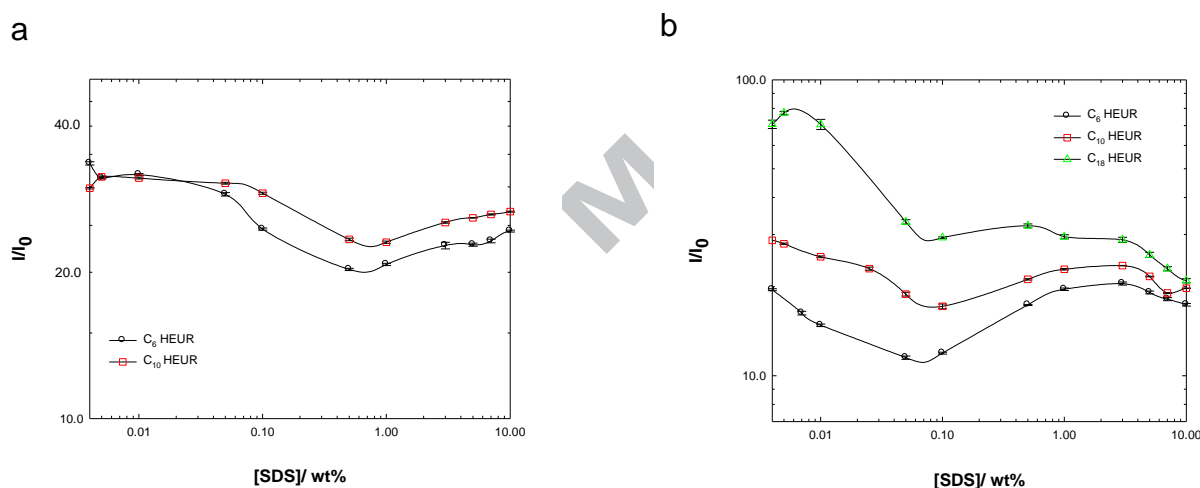 a
I/I0
40.0
20.0
10.0
C6 HEUR
C10 HEUR
0.01
0.10
1.00
10.00
[SDS]/ wt%
M
b
I/I0
100.0
10.0
C6 HEUR
C10 HEUR
C18 HEUR
0.01
0.10
1.00
10.00
[SDS]/ wt%